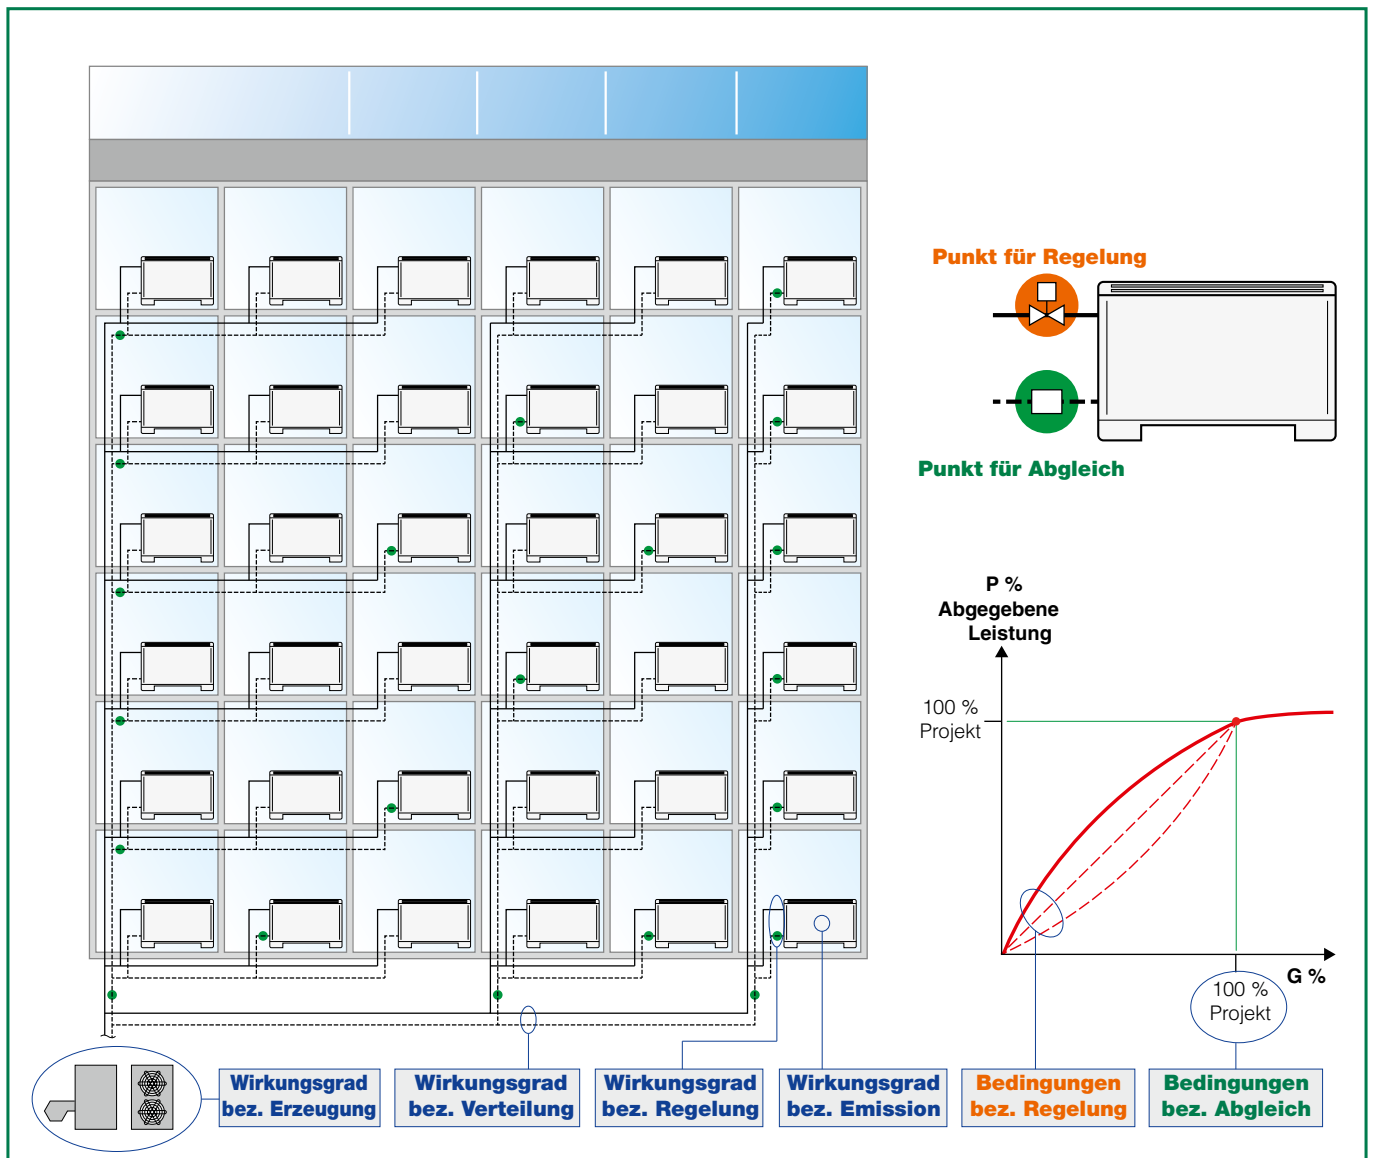 Punkt für Regelung
Punkt für Abgleich
P %
Abgegebene
Leistung
100 %
Projekt
G %
100 %
Projekt
Wirkungsgrad
bez. Erzeugung
Wirkungsgrad
bez. Verteilung
Wirkungsgrad
bez. Regelung
Wirkungsgrad
bez. Emission
Bedingungen
bez. Regelung
Bedingungen
bez. Abgleich